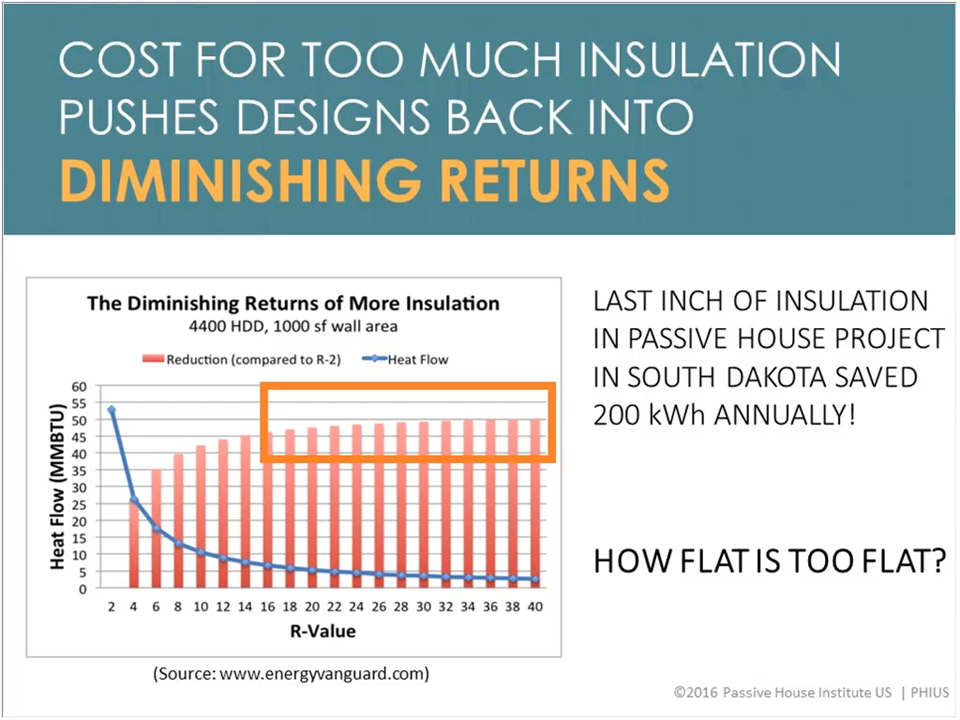 COST FOR TOO MUCH INSULATION
PUSHES DESIGNS BACK INTO
DIMINISHING RETURNS
The Diminishing Returns of More Insulation
4400 HDD, 1000 sf wall area
Reduction (compared to R-2) Heat Flow
Heat Flow (MMBTU)
60
55
50
45
40
35
30
25
20
15
10
5
0
2 4 6 8 10 12 14 16 18 20 22 24 26 28 30 32 34 36 38 40
R-Value
(Source: www.energyvanguard.com)
LAST INCH OF INSULATION
IN PASSIVE HOUSE PROJECT
IN SOUTH DAKOTA SAVED
200 kWh ANNUALLY!
HOW FLAT IS TOO FLAT?
©2016 Passive House Institute US | PHIUS